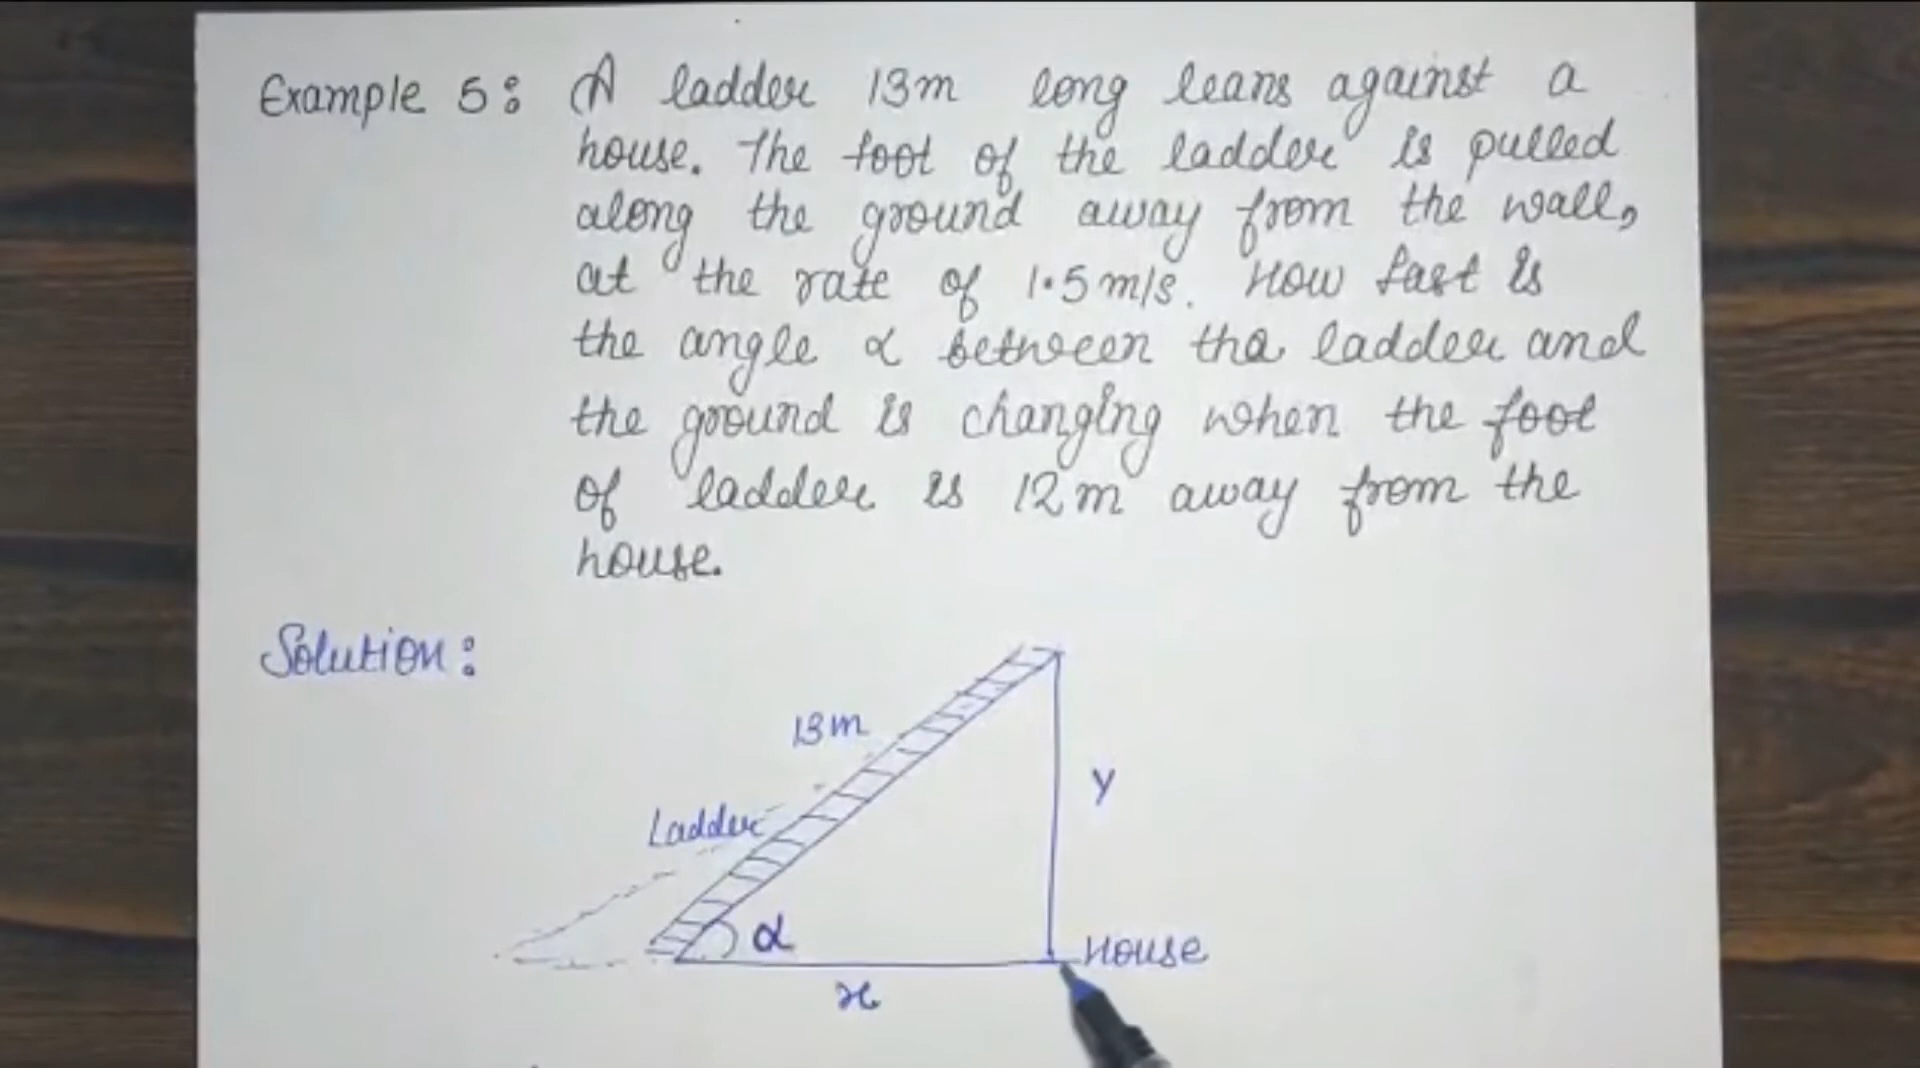 Example 5: A ladder 13m long leans against a
house. The foot of the ladder is pulled
along the ground away from the wall,
at the rate of 1.5 m/s. How fast is
the angle α between the ladder and
the ground is changing when the foot
of ladder is 12 m away from the
house.
Solution:
13m
y
Ladder
α
House
x